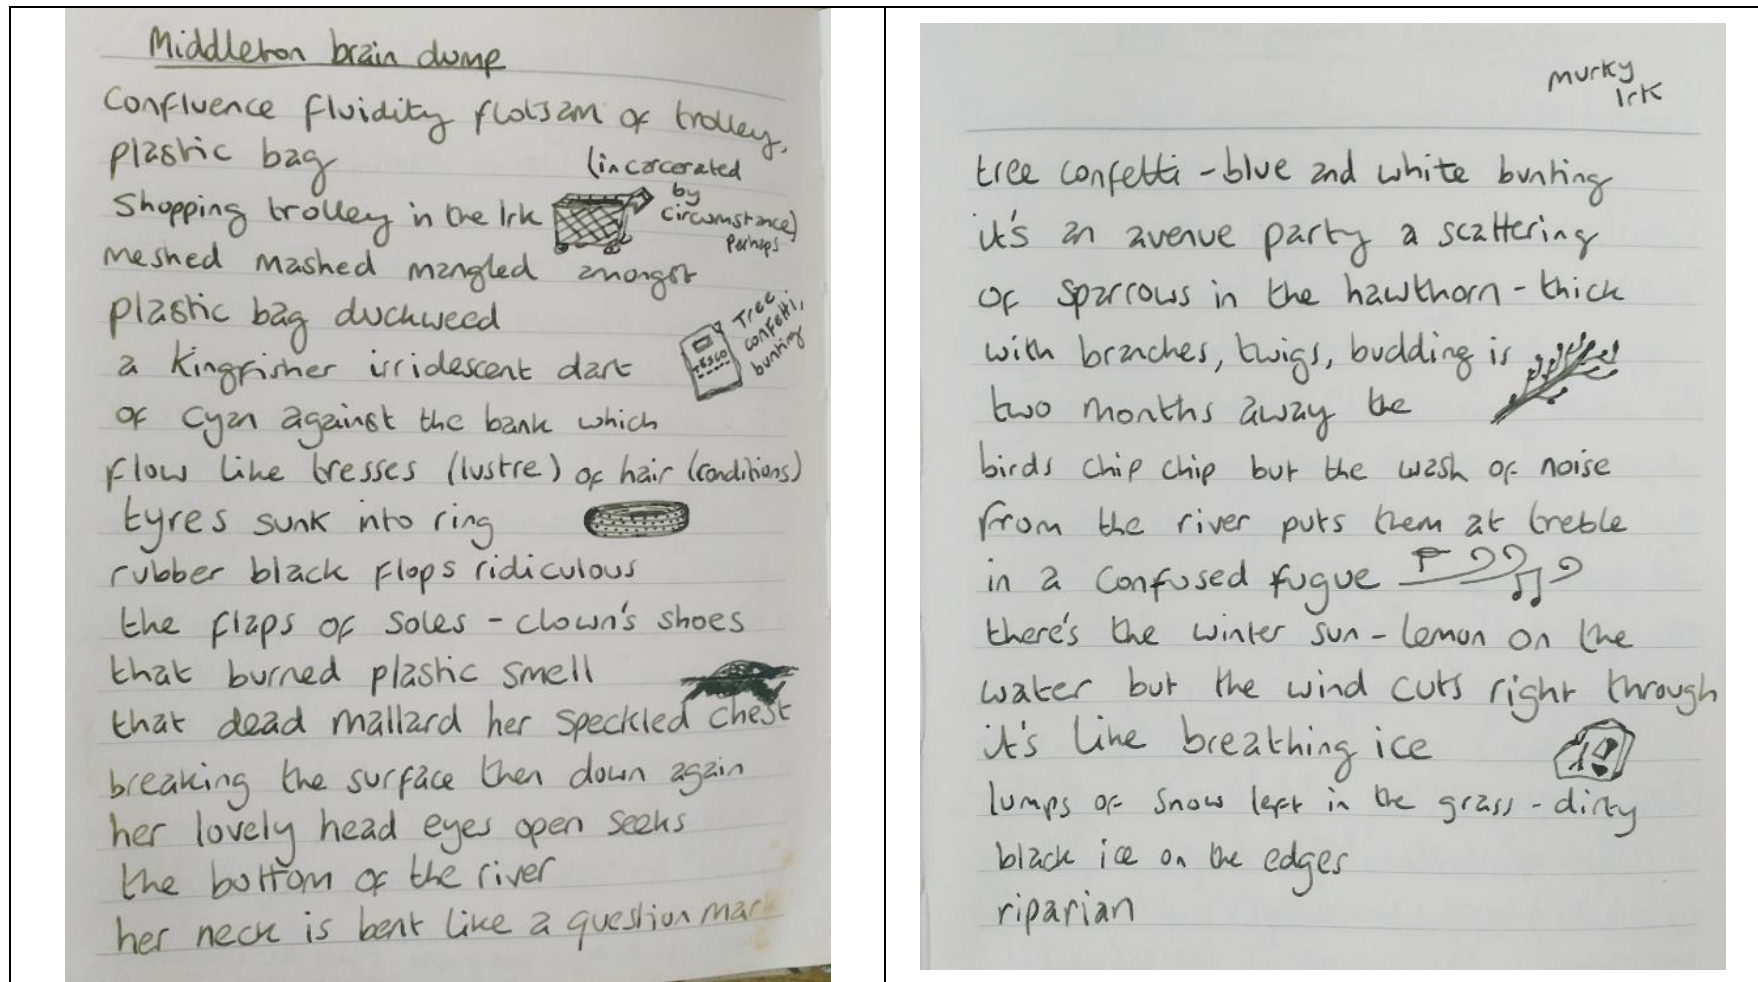 Middleton brain dump
Confluence fluidity flotsam of trolley,
plastic bag
(incarcerated
by
circumstance)
perhaps
Shopping trolley in the Irk
meshed mashed mangled amongst
plastic bag duckweed
Tree
confetti,
bunting
TESCO
a Kingfisher irridescent dart
of cyan against the bank which
flow like tresses (lustre) of hair (conditions)
tyres sunk into ring
rubber black flops ridiculous
the flaps of soles - clown's shoes
that burned plastic smell
that dead mallard her speckled chest
breaking the surface then down again
her lovely head eyes open seeks
the bottom of the river
her neck is bent like a question mark
murky
Irk
tree confetti - blue and white bunting
it's an avenue party a scattering
of sparrows in the hawthorn - thick
with branches, twigs, budding is
two months away the
birds chip chip but the wash of noise
from the river puts them at treble
in a confused fugue
there's the winter sun - lemon on the
water but the wind cuts right through
it's like breathing ice
lumps of snow left in the grass - dirty
black ice on the edges
riparian